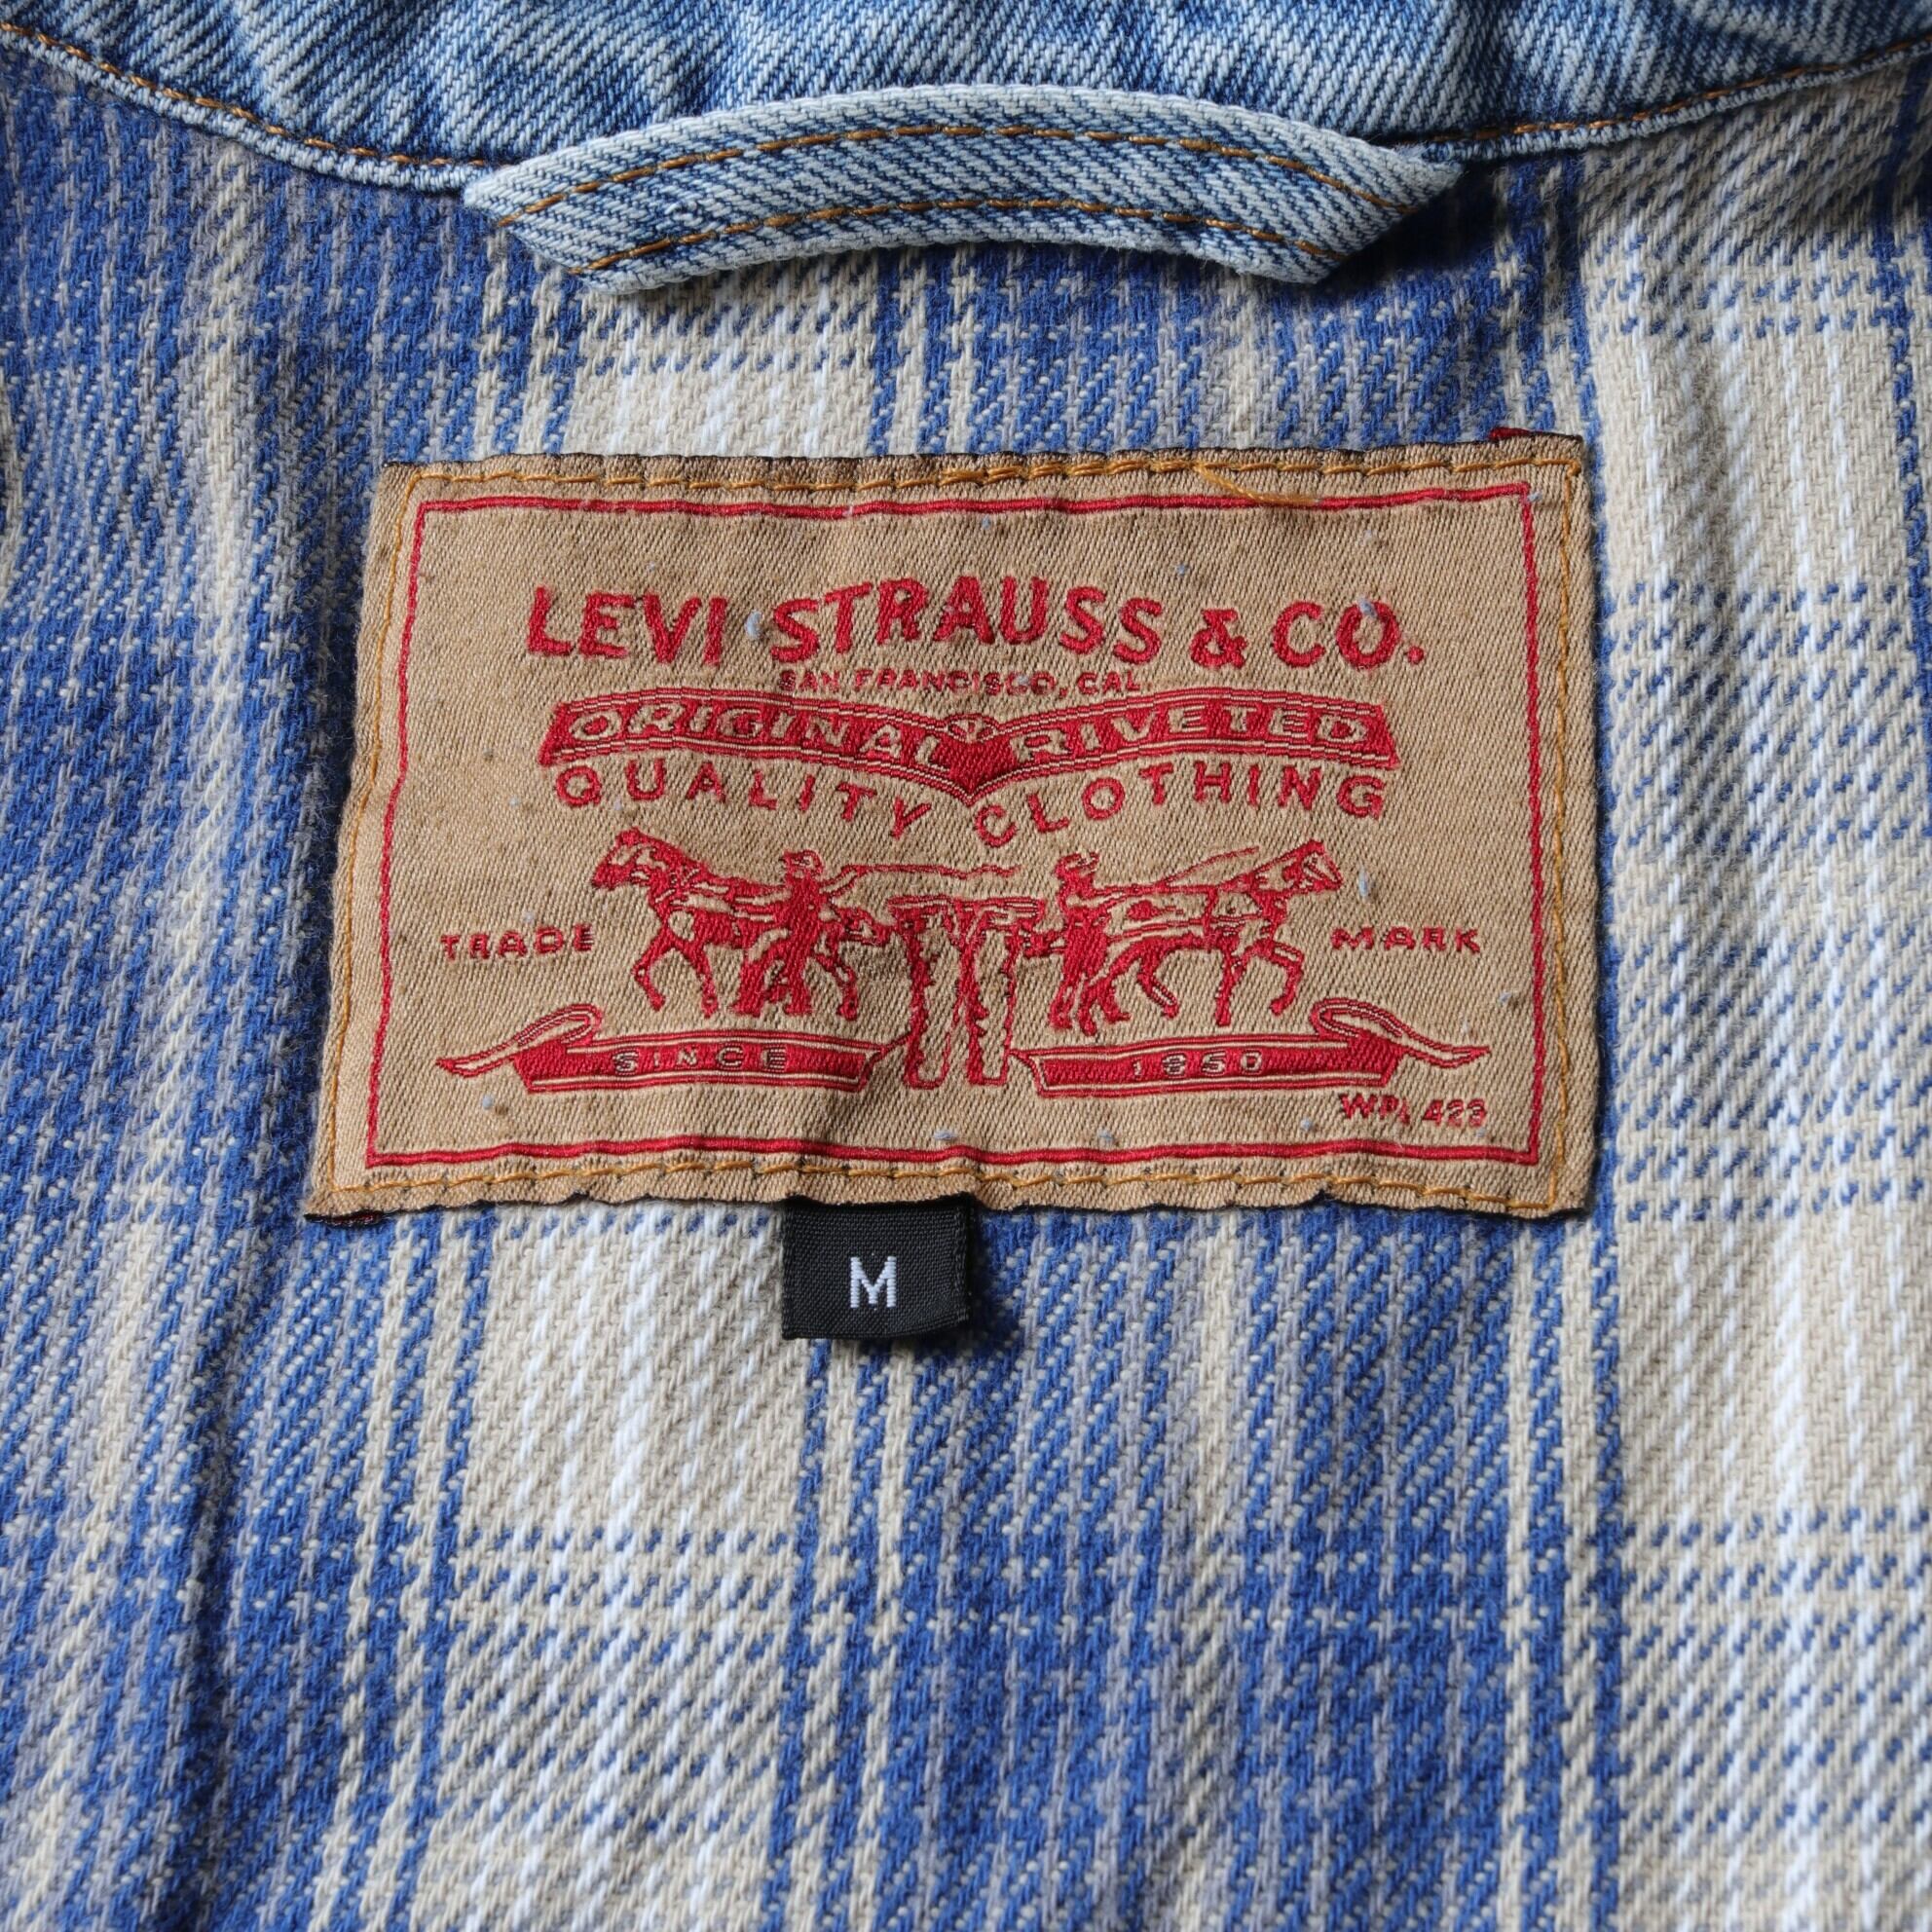 LEVI STRAUSS & CO.
SAN FRANCISCO, CAL
ORIGINAL RIVETED
QUALITY CLOTHING
TRADE MARK
SINCE 1850
WPL 423
M